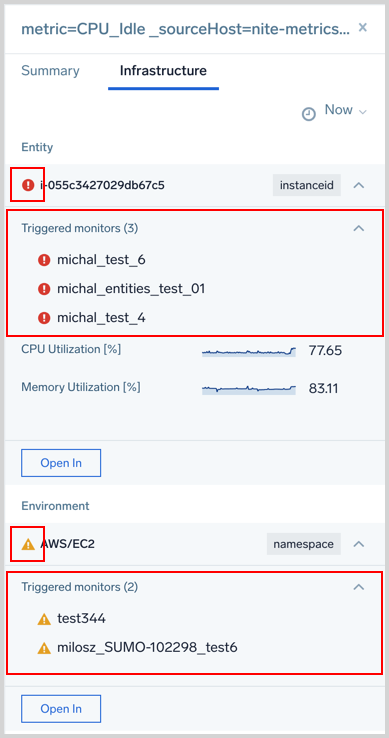 metric=CPU_Idle _sourceHost=nite-metrics...
Summary Infrastructure
Now
Entity
i-055c3427029db67c5 instanceid
Triggered monitors (3)
michal_test_6
michal_entities_test_01
michal_test_4
CPU Utilization [%] 77.65
Memory Utilization [%] 83.11
Open In
Environment
AWS/EC2 namespace
Triggered monitors (2)
test344
milosz_SUMO-102298_test6
Open In